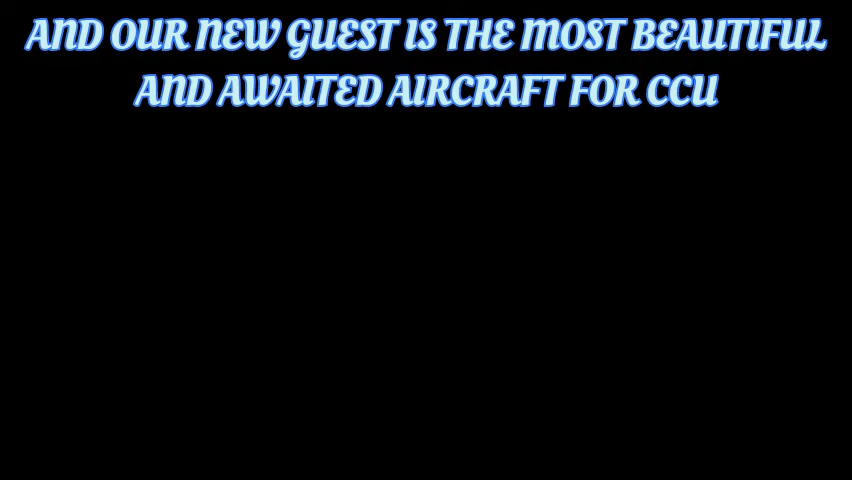 AND OUR NEW GUEST IS THE MOST BEAUTIFUL
AND AWAITED AIRCRAFT FOR CCU